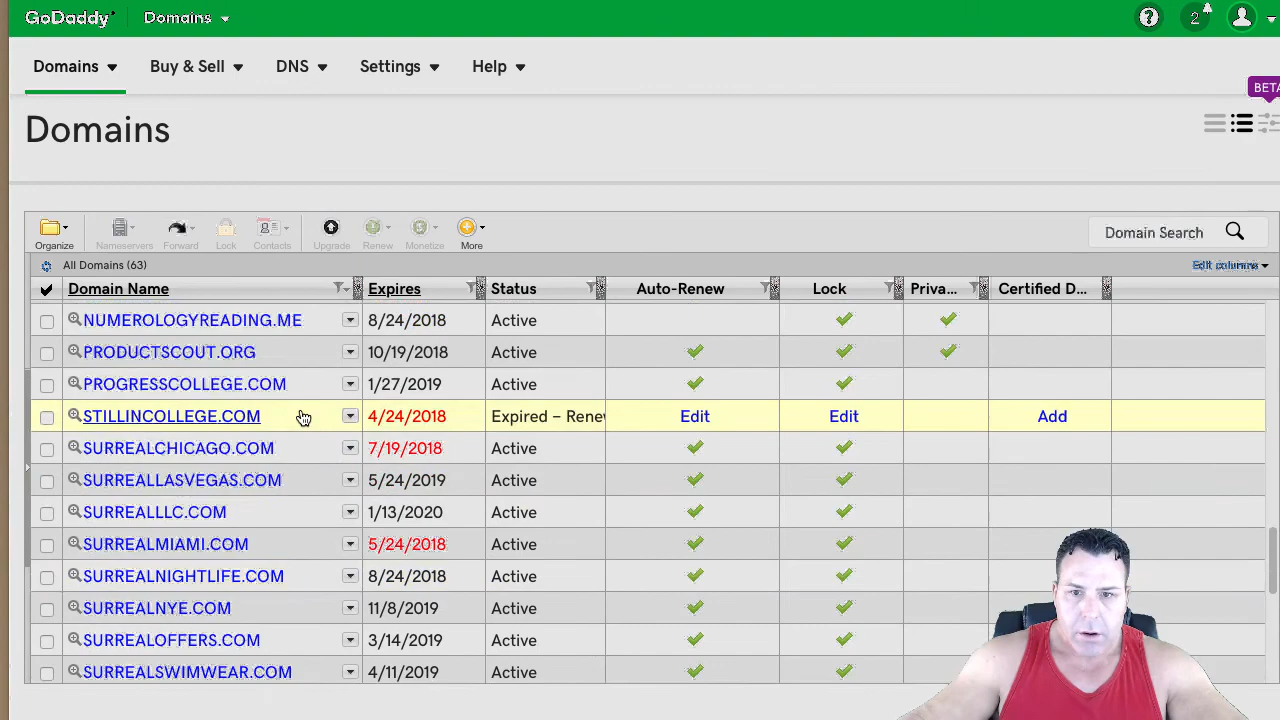 GoDaddy Domains 2
Domains Buy & Sell DNS Settings Help
BETA
Domains
Organize Nameservers Forward Lock Contacts Upgrade Renew Monetize More Domain Search
All Domains (63) Edit columns
Domain Name Expires Status Auto-Renew Lock Priva... Certified D...
NUMEROLOGYREADING.ME 8/24/2018 Active
PRODUCTSCOUT.ORG 10/19/2018 Active
PROGRESSCOLLEGE.COM 1/27/2019 Active
STILLINCOLLEGE.COM 4/24/2018 Expired – Renew Edit Edit Add
SURREALCHICAGO.COM 7/19/2018 Active
SURREALLASVEGAS.COM 5/24/2019 Active
SURREALLLC.COM 1/13/2020 Active
SURREALMIAMI.COM 5/24/2018 Active
SURREALNIGHTLIFE.COM 8/24/2018 Active
SURREALNYE.COM 11/8/2019 Active
SURREALOFFERS.COM 3/14/2019 Active
SURREALSWIMWEAR.COM 4/11/2019 Active